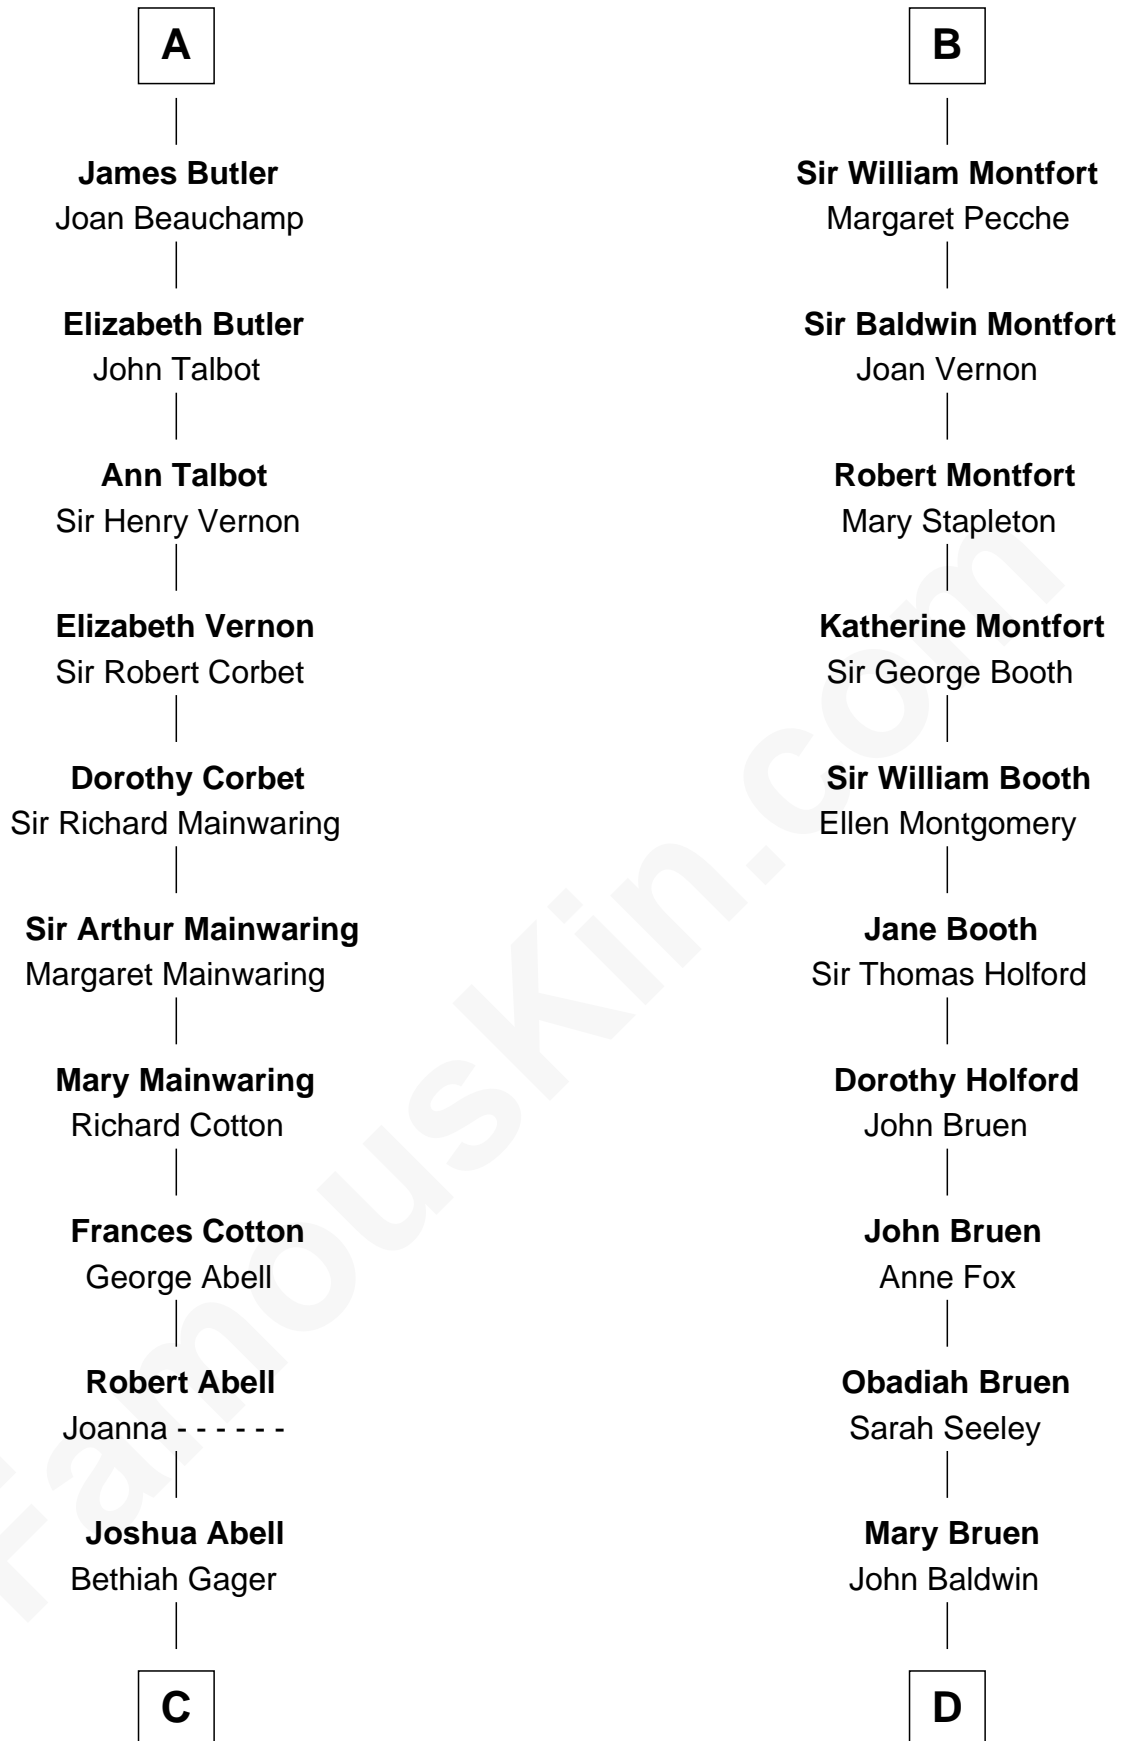 A
James Butler
Joan Beauchamp
Elizabeth Butler
John Talbot
Ann Talbot
Sir Henry Vernon
Elizabeth Vernon
Sir Robert Corbet
Dorothy Corbet
Sir Richard Mainwaring
Sir Arthur Mainwaring
Margaret Mainwaring
Mary Mainwaring
Richard Cotton
Frances Cotton
George Abell
Robert Abell
Joanna - - - - - -
Joshua Abell
Bethiah Gager
C
B
Sir William Montfort
Margaret Pecche
Sir Baldwin Montfort
Joan Vernon
Robert Montfort
Mary Stapleton
Katherine Montfort
Sir George Booth
Sir William Booth
Ellen Montgomery
Jane Booth
Sir Thomas Holford
Dorothy Holford
John Bruen
John Bruen
Anne Fox
Obadiah Bruen
Sarah Seeley
Mary Bruen
John Baldwin
D
FamousKin.com